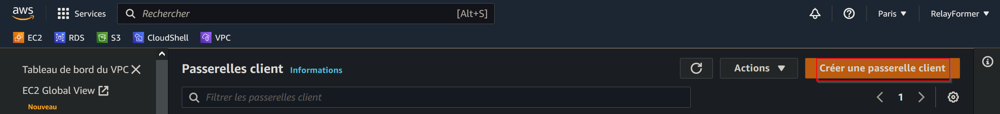 aws
Services
Rechercher [Alt+S]
Paris
RelayFormer
EC2
RDS
S3
CloudShell
VPC
Tableau de bord du VPC
EC2 Global View
Nouveau
Passerelles client Informations
Actions
Créer une passerelle client
Filtrer les passerelles client
1